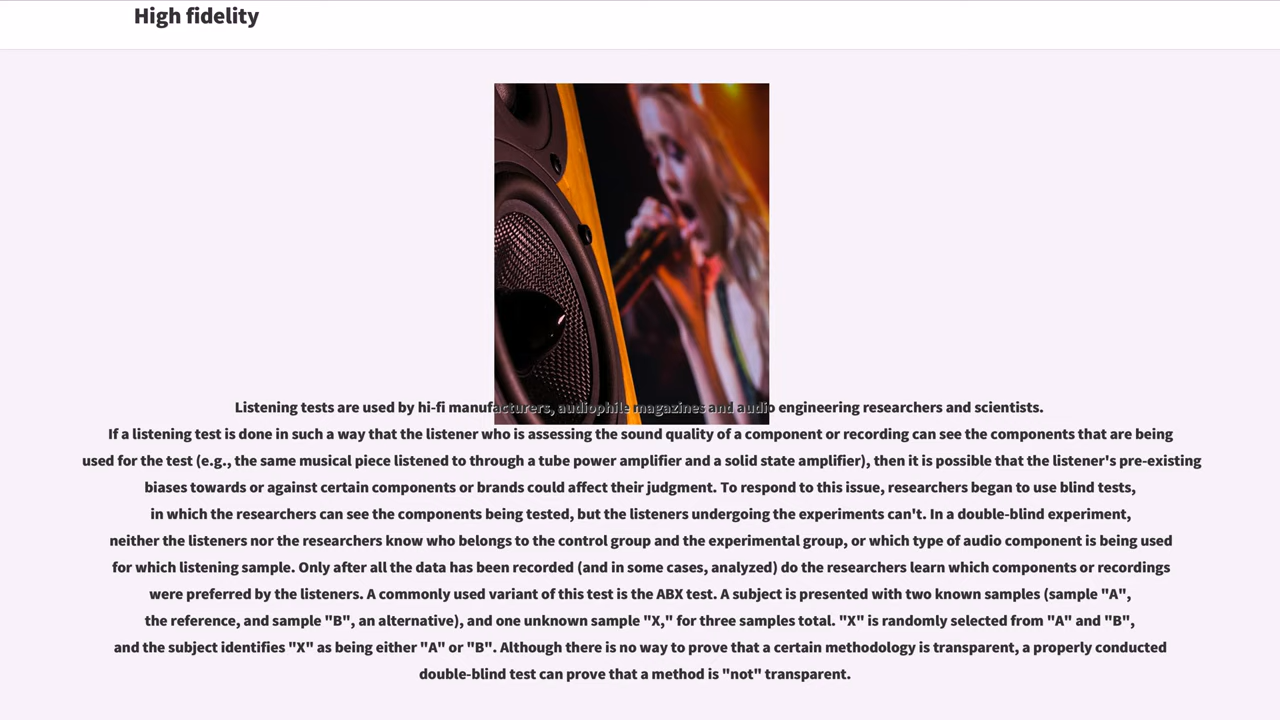 High fidelity
Listening tests are used by hi-fi manufacturers, audiophile magazines and audio engineering researchers and scientists.
If a listening test is done in such a way that the listener who is assessing the sound quality of a component or recording can see the components that are being
used for the test (e.g., the same musical piece listened to through a tube power amplifier and a solid state amplifier), then it is possible that the listener's pre-existing
biases towards or against certain components or brands could affect their judgment. To respond to this issue, researchers began to use blind tests,
in which the researchers can see the components being tested, but the listeners undergoing the experiments can't. In a double-blind experiment,
neither the listeners nor the researchers know who belongs to the control group and the experimental group, or which type of audio component is being used
for which listening sample. Only after all the data has been recorded (and in some cases, analyzed) do the researchers learn which components or recordings
were preferred by the listeners. A commonly used variant of this test is the ABX test. A subject is presented with two known samples (sample "A",
the reference, and sample "B", an alternative), and one unknown sample "X," for three samples total. "X" is randomly selected from "A" and "B",
and the subject identifies "X" as being either "A" or "B". Although there is no way to prove that a certain methodology is transparent, a properly conducted
double-blind test can prove that a method is "not" transparent.